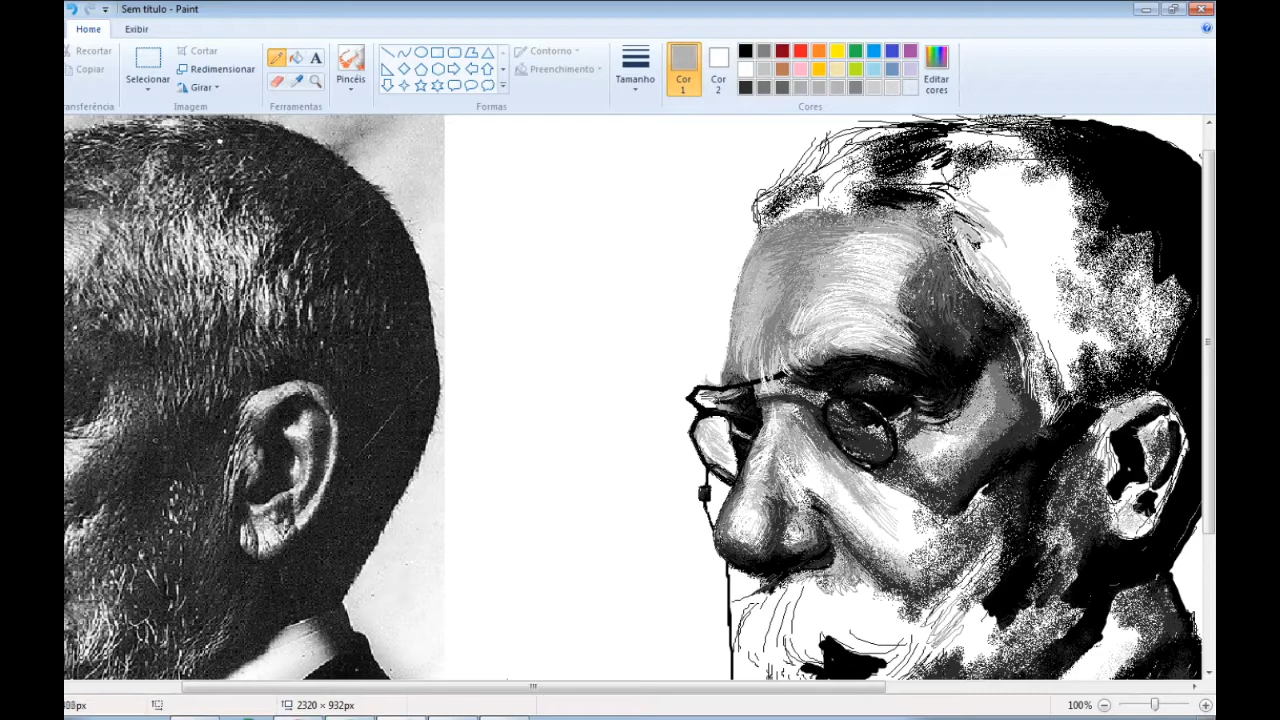 Sem título - Paint
Home Exibir
Recortar
Copiar
Selecionar
Cortar
Redimensionar
Girar
A
Pincéis
Contorno
Preenchimento
Tamanho
Cor
1
Cor
2
Editar
cores
Imagem Ferramentas Formas Cores
2320 × 932px
100%